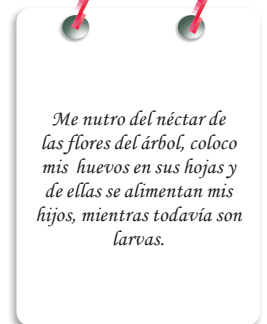 Me nutro del néctar de
las flores del árbol, coloco
mis huevos en sus hojas y
de ellas se alimentan mis
hijos, mientras todavía son
larvas.